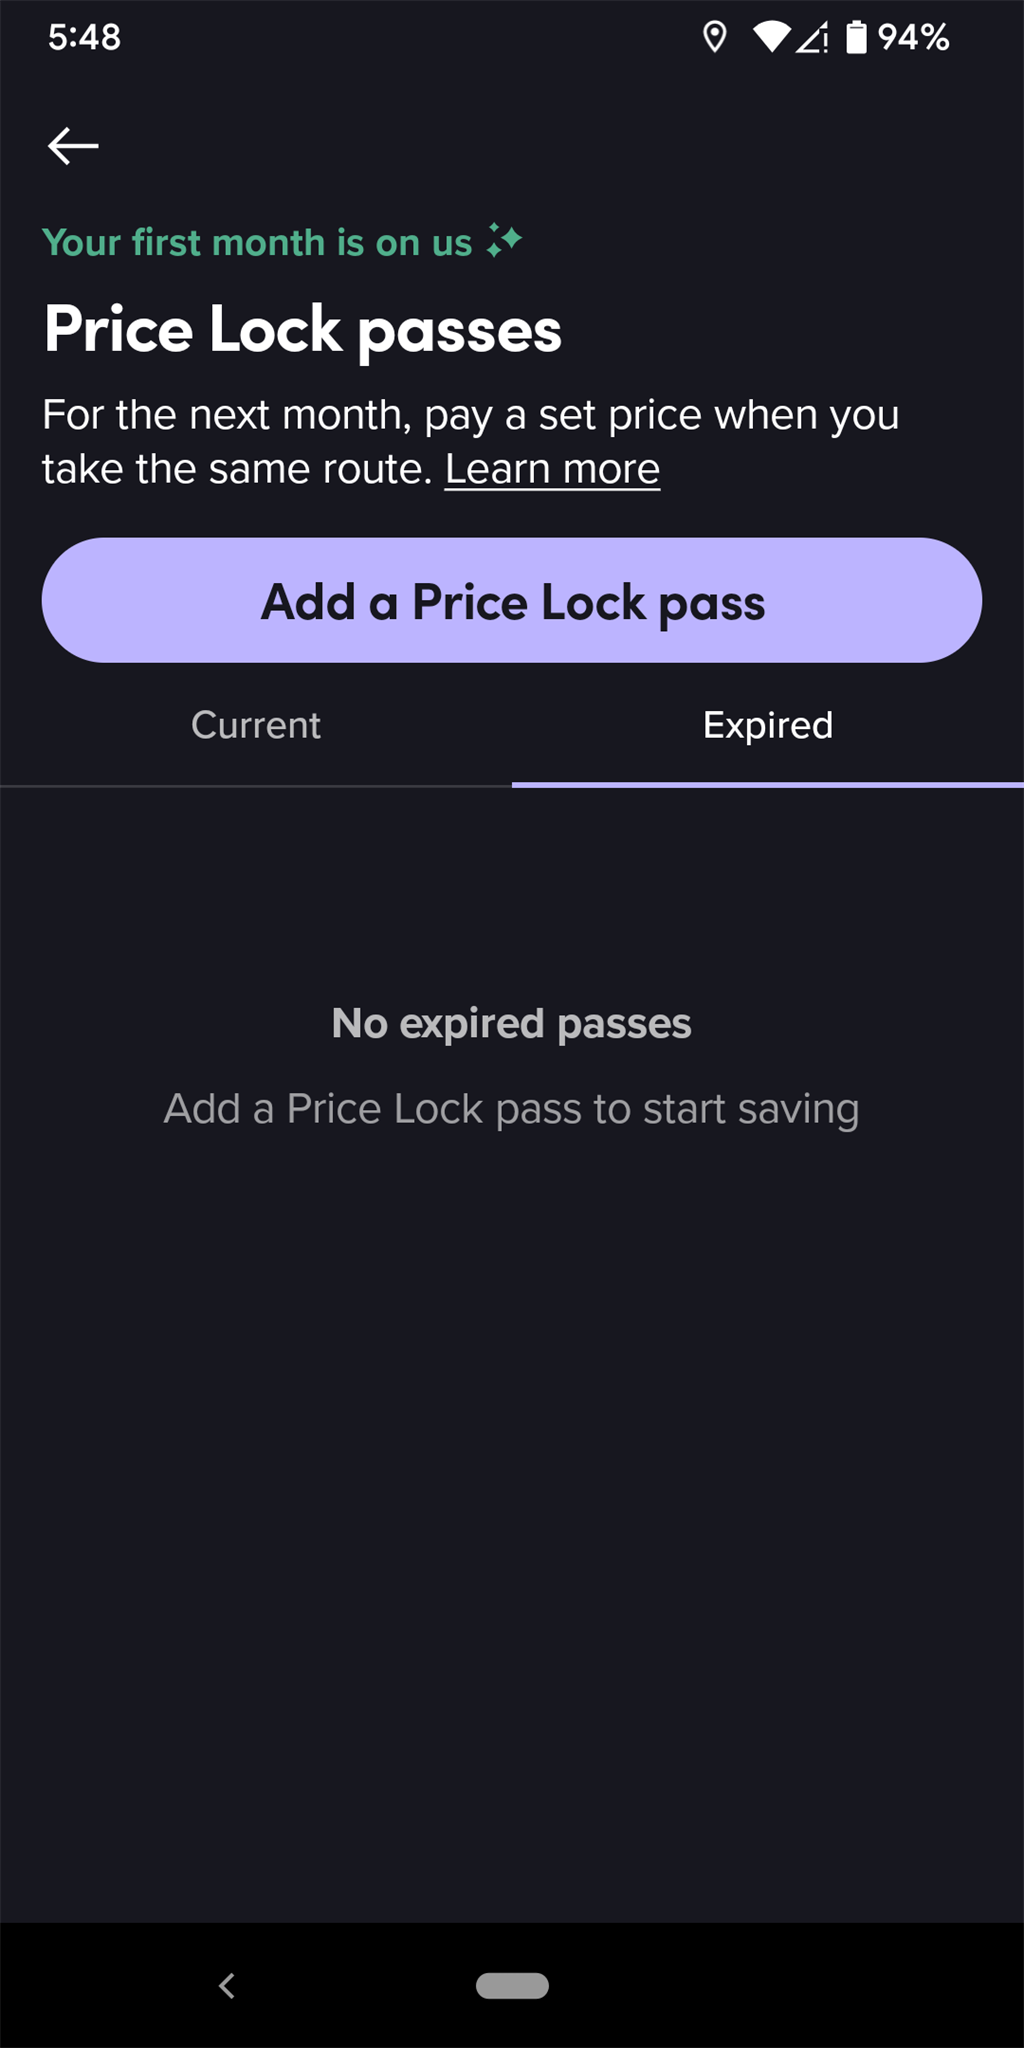 5:48
94%
Your first month is on us
Price Lock passes
For the next month, pay a set price when you
take the same route. Learn more
Add a Price Lock pass
Current
Expired
No expired passes
Add a Price Lock pass to start saving